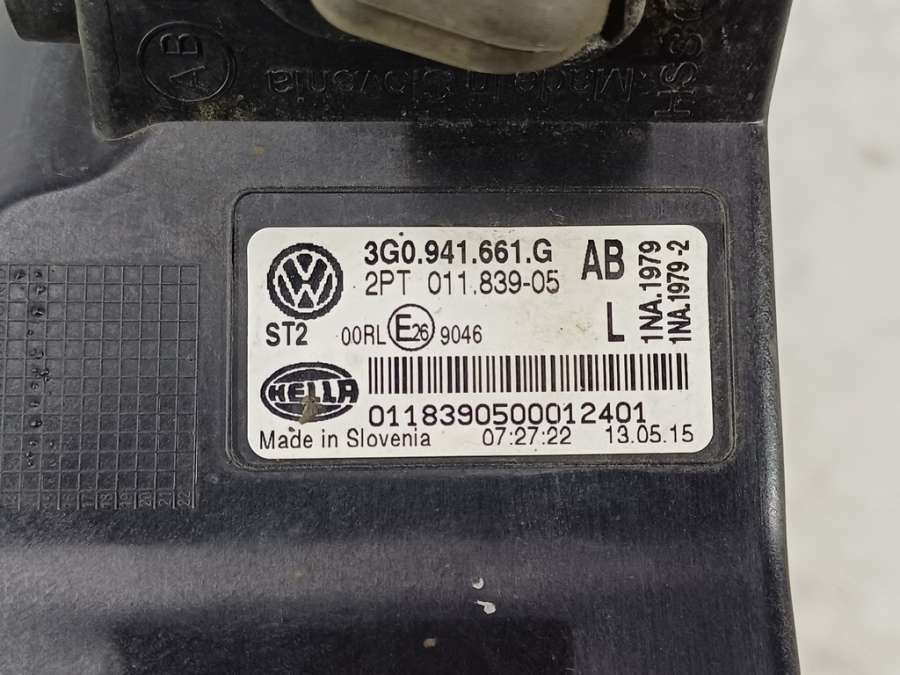 AB
Made in Slovenia
3G0.941.661.G
AB
2PT 011.839-05
1NA.1979
1NA.1979-2
ST2
00RL E26 9046
L
HELLA
0118390500012401
Made in Slovenia 07:27:22 13.05.15